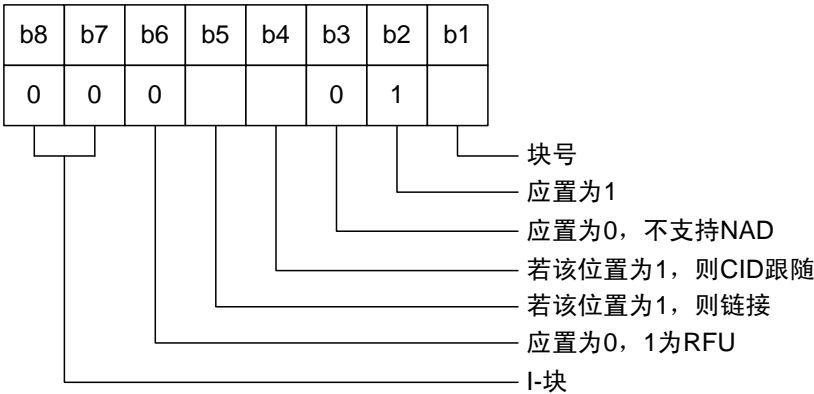 b8 b7 b6 b5 b4 b3 b2 b1
0 0 0 0 1
块号
应置为1
应置为0，不支持NAD
若该位置为1，则CID跟随
若该位置为1，则链接
应置为0，1为RFU
I-块